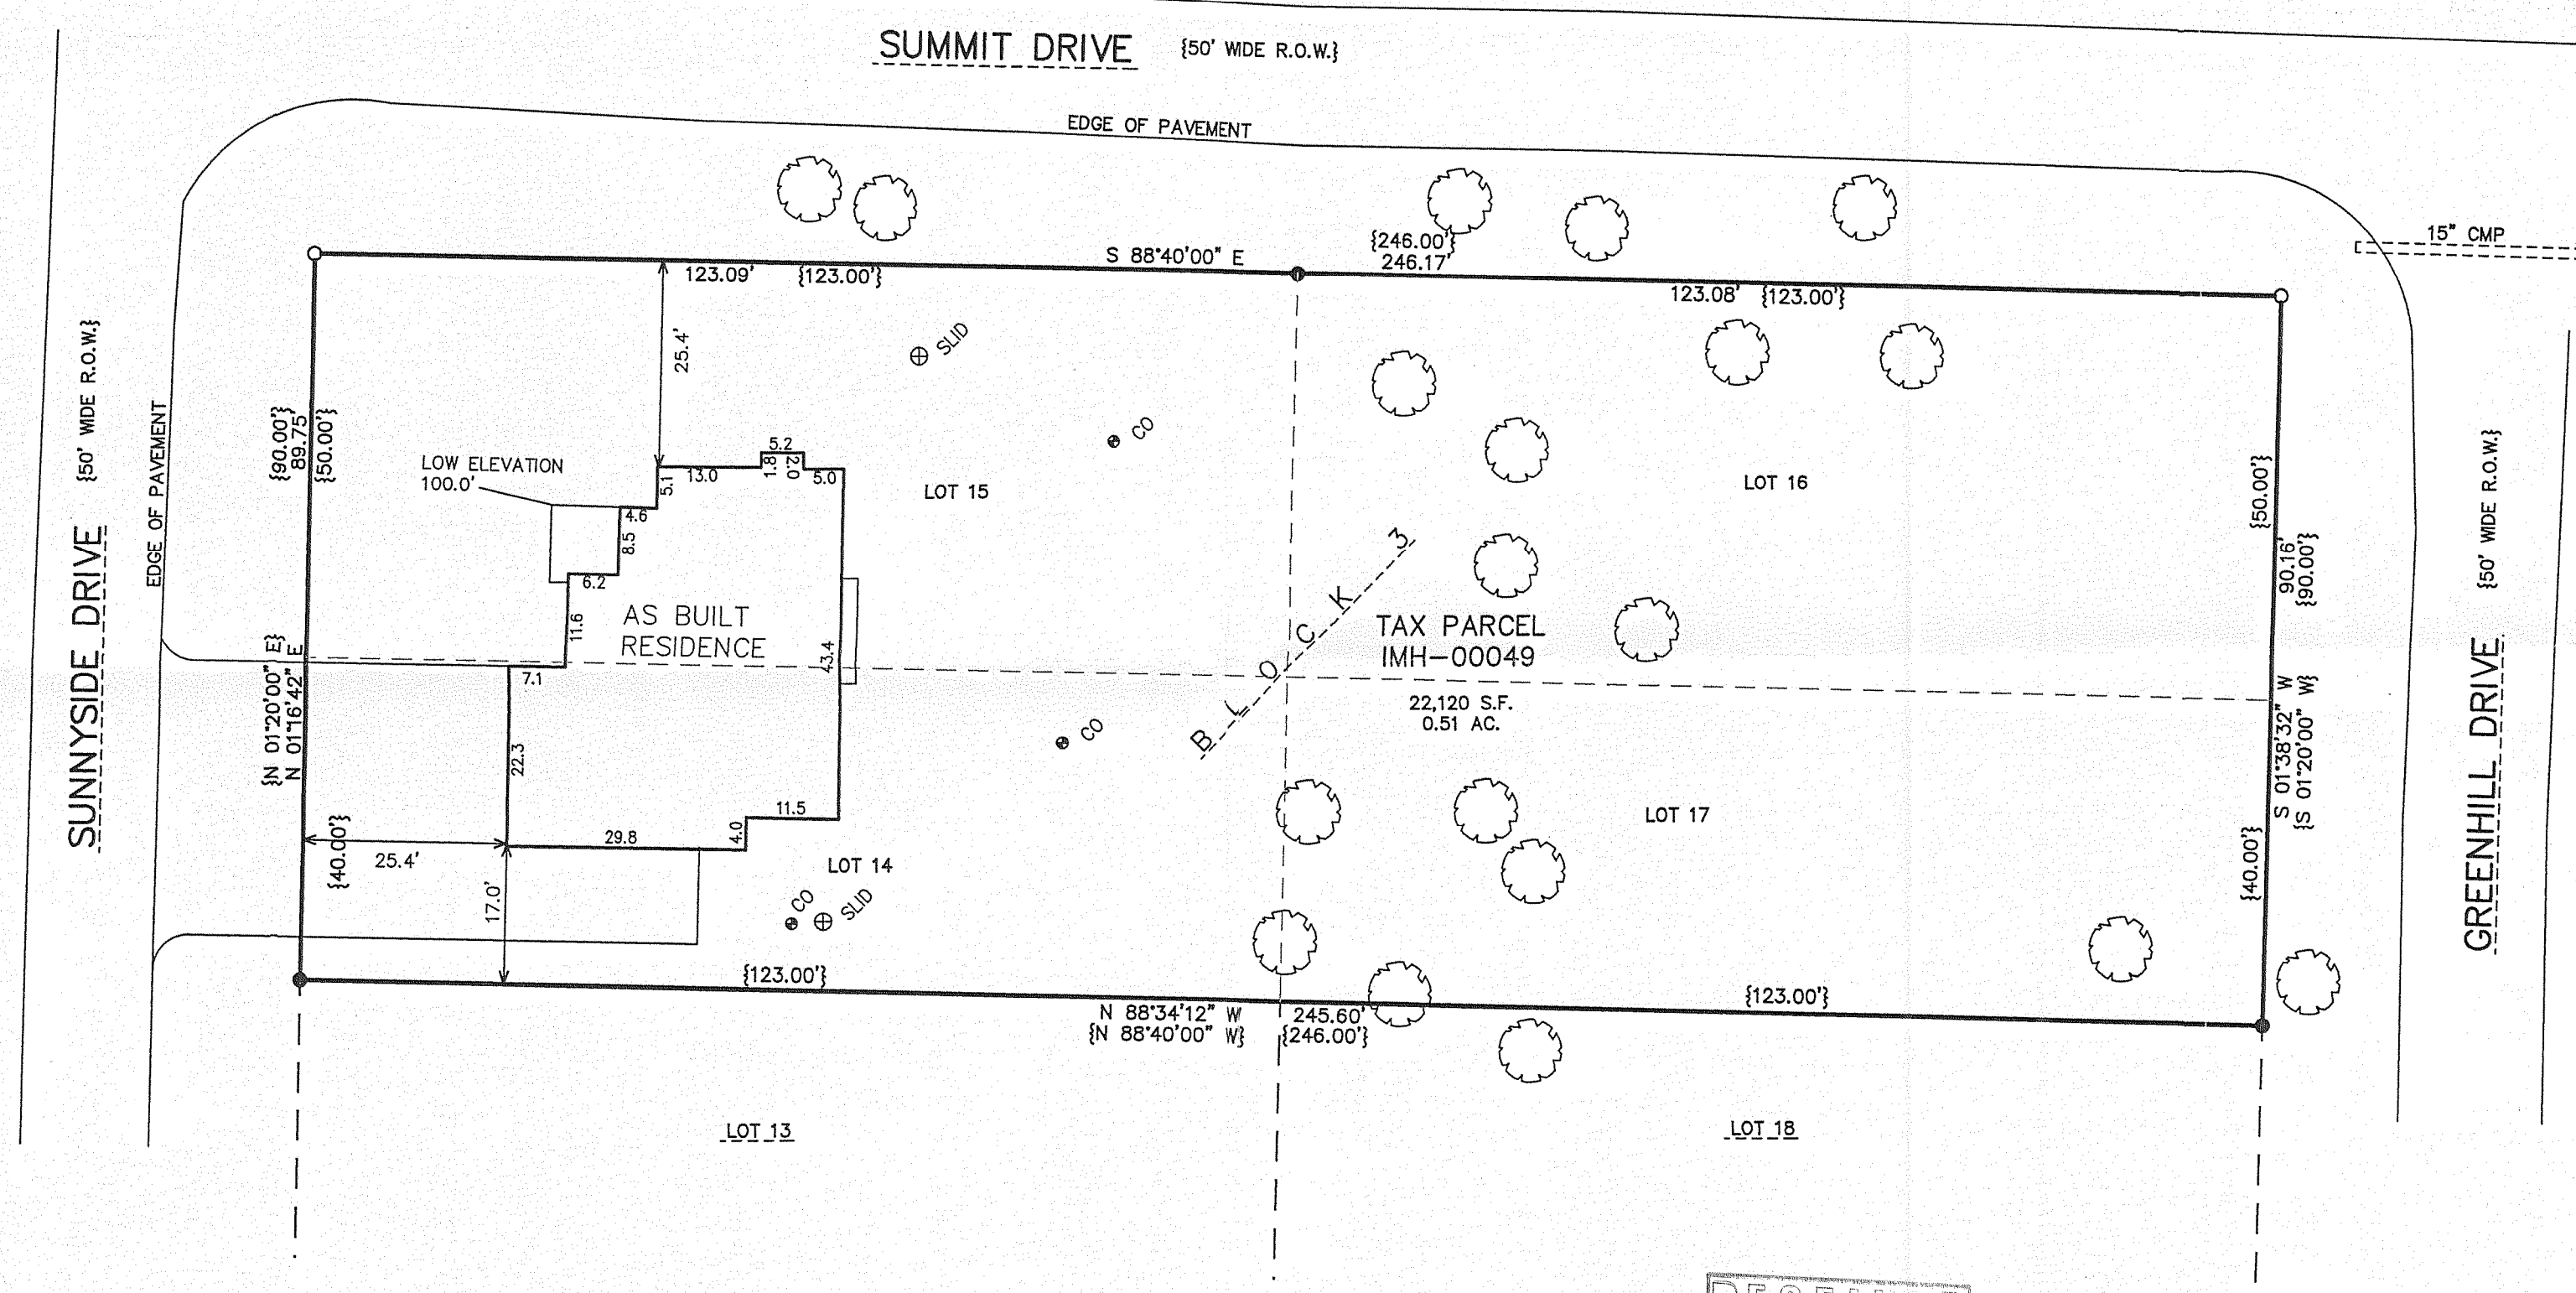 SUMMIT DRIVE {50' WIDE R.O.W.}
EDGE OF PAVEMENT
15" CMP
{246.00'}
S 88°40'00" E 246.17'
123.09' {123.00'}
123.08' {123.00'}
25.4'
SLID
CO
{50' WIDE R.O.W.}
SUNNYSIDE DRIVE
EDGE OF PAVEMENT
{90.00'}
89.75'
{50.00'}
LOW ELEVATION
100.0'
5.2
1.8
2.0
13.0
5.0
5.1
4.6
8.5
6.2
11.6
LOT 15
LOT 16
{50.00'}
90.16'
{90.00'}
{50' WIDE R.O.W.}
GREENHILL DRIVE
AS BUILT
RESIDENCE
43.4
BLOCK 3
TAX PARCEL
IMH-00049
22,120 S.F.
0.51 AC.
{N 01°20'00" E}
N 01°16'42" E
7.1
22.3
CO
S 01°38'32" W
{S 01°20'00" W}
11.5
4.0
29.8
LOT 17
{40.00'}
25.4'
LOT 14
{40.00'}
17.0'
CO
SLID
{123.00'}
{123.00'}
N 88°34'12" W 245.60'
{N 88°40'00" W} {246.00'}
LOT 13
LOT 18